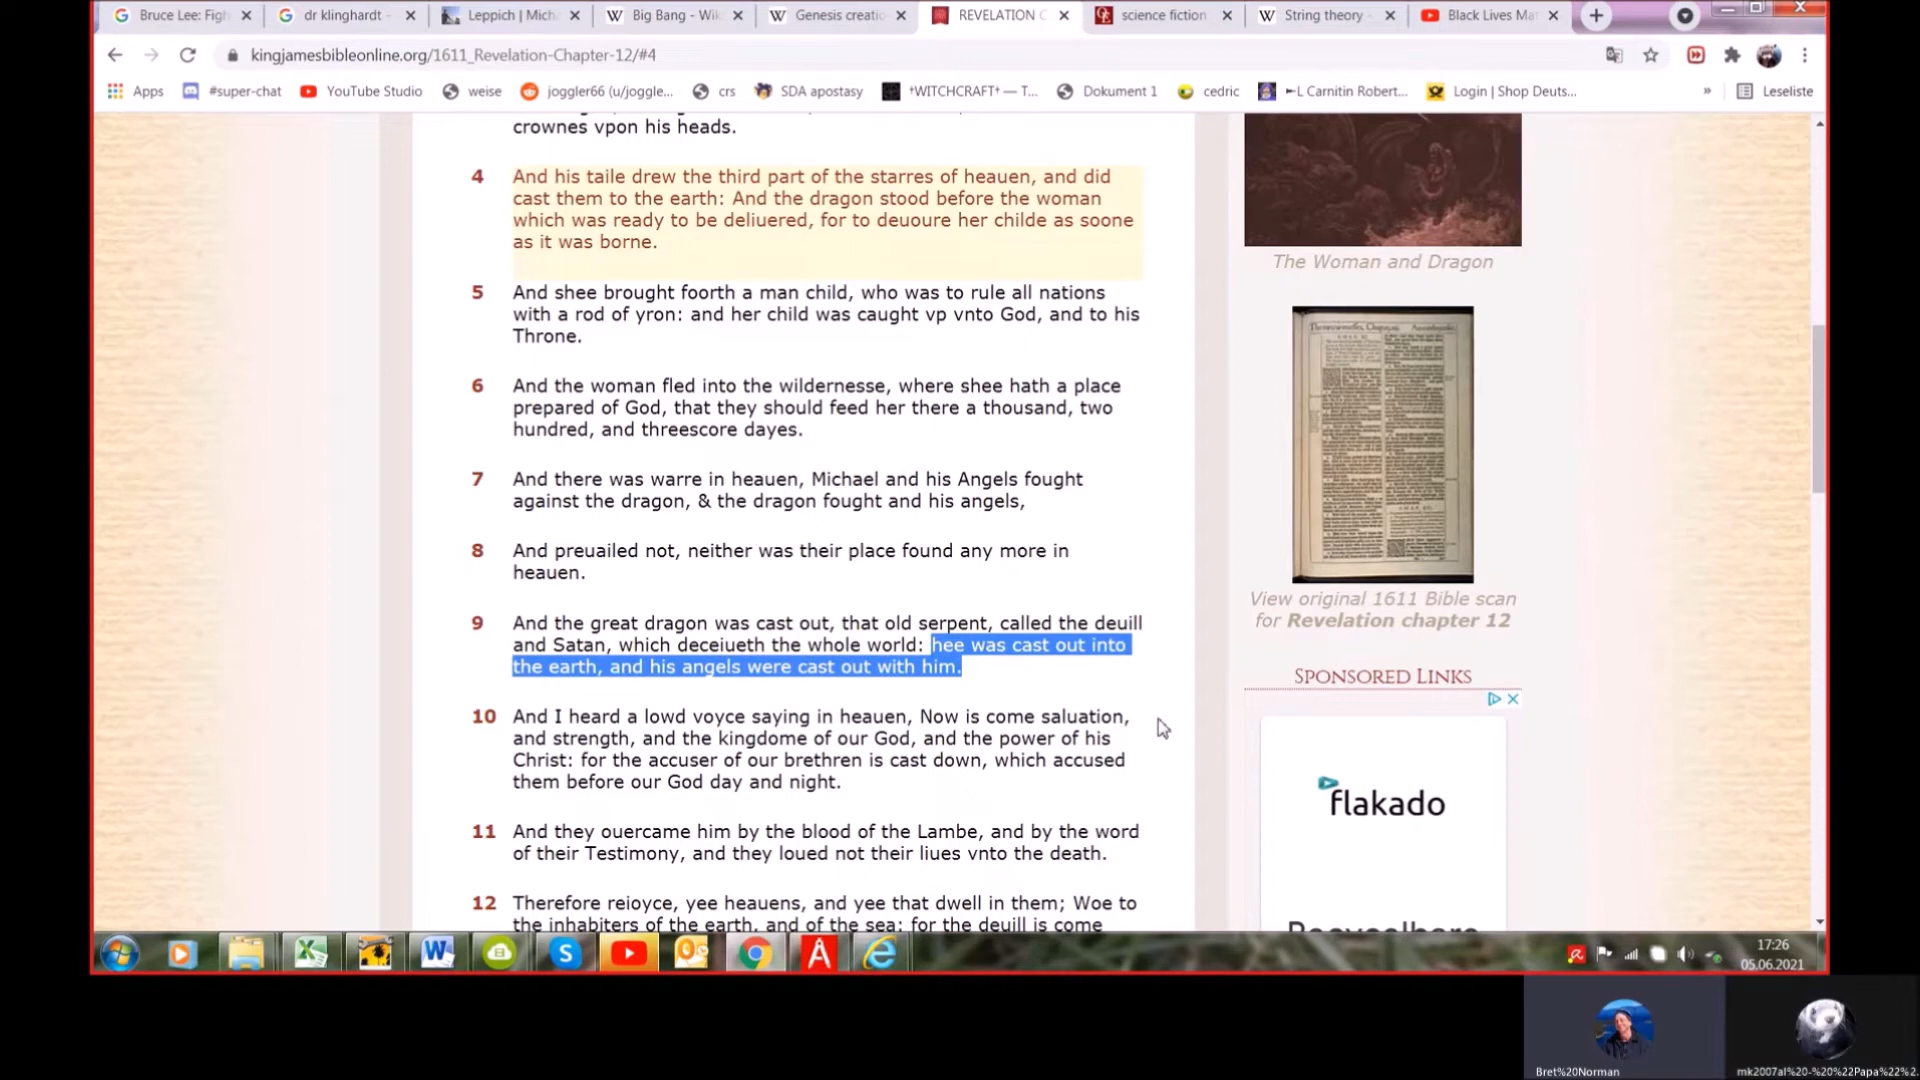 Bruce Lee: Figh
dr klinghardt -
Leppich | Mich
Big Bang - Wik
Genesis creatio
REVELATION C
science fiction
String theory -
Black Lives Ma
kingjamesbibleonline.org/1611_Revelation-Chapter-12/#4
Apps
#super-chat
YouTube Studio
weise
joggler66 (u/joggle...
crs
SDA apostasy
*WITCHCRAFT* — T...
Dokument 1
cedric
►L Carnitin Robert...
Login | Shop Deuts...
»
Leseliste
crownes vpon his heads.
4 And his taile drew the third part of the starres of heauen, and did
cast them to the earth: And the dragon stood before the woman
which was ready to be deliuered, for to deuoure her childe as soone
as it was borne.
5 And shee brought foorth a man child, who was to rule all nations
with a rod of yron: and her child was caught vp vnto God, and to his
Throne.
6 And the woman fled into the wildernesse, where shee hath a place
prepared of God, that they should feed her there a thousand, two
hundred, and threescore dayes.
7 And there was warre in heauen, Michael and his Angels fought
against the dragon, & the dragon fought and his angels,
8 And preuailed not, neither was their place found any more in
heauen.
9 And the great dragon was cast out, that old serpent, called the deuill
and Satan, which deceiueth the whole world: hee was cast out into
the earth, and his angels were cast out with him.
10 And I heard a lowd voyce saying in heauen, Now is come saluation,
and strength, and the kingdome of our God, and the power of his
Christ: for the accuser of our brethren is cast down, which accused
them before our God day and night.
11 And they ouercame him by the blood of the Lambe, and by the word
of their Testimony, and they loued not their liues vnto the death.
12 Therefore reioyce, yee heauens, and yee that dwell in them; Woe to
the inhabiters of the earth, and of the sea: for the deuill is come
The Woman and Dragon
View original 1611 Bible scan
for Revelation chapter 12
SPONSORED LINKS
flakado
17:26
05.06.2021
Bret%20Norman
mk2007al%20-%20%22Papa%22%2...